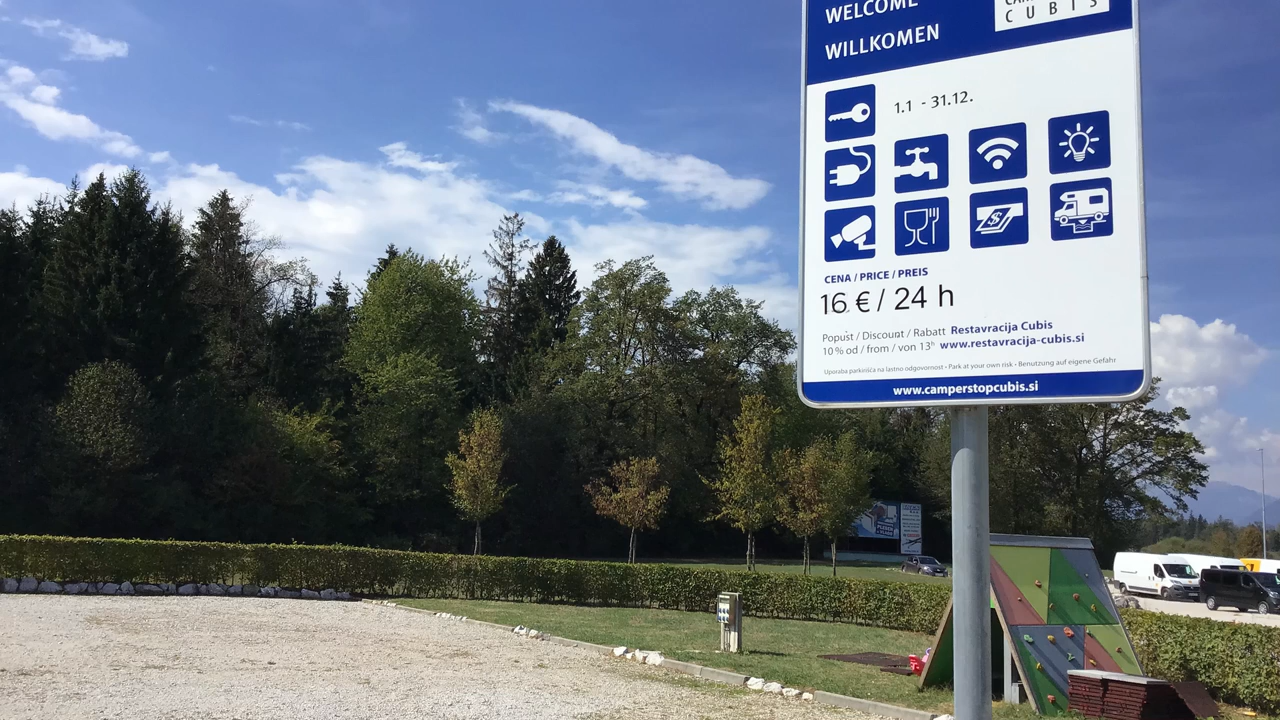 WELCOME
WILLKOMEN
CUBIS
1.1 - 31.12.
CENA / PRICE / PREIS
16 € / 24 h
Popust / Discount / Rabatt Restavracija Cubis
10 % od / from / von 13ʰ www.restavracija-cubis.si
Uporaba parkirišča na lastno odgovornost • Park at your own risk • Benutzung auf eigene Gefahr
www.camperstopcubis.si